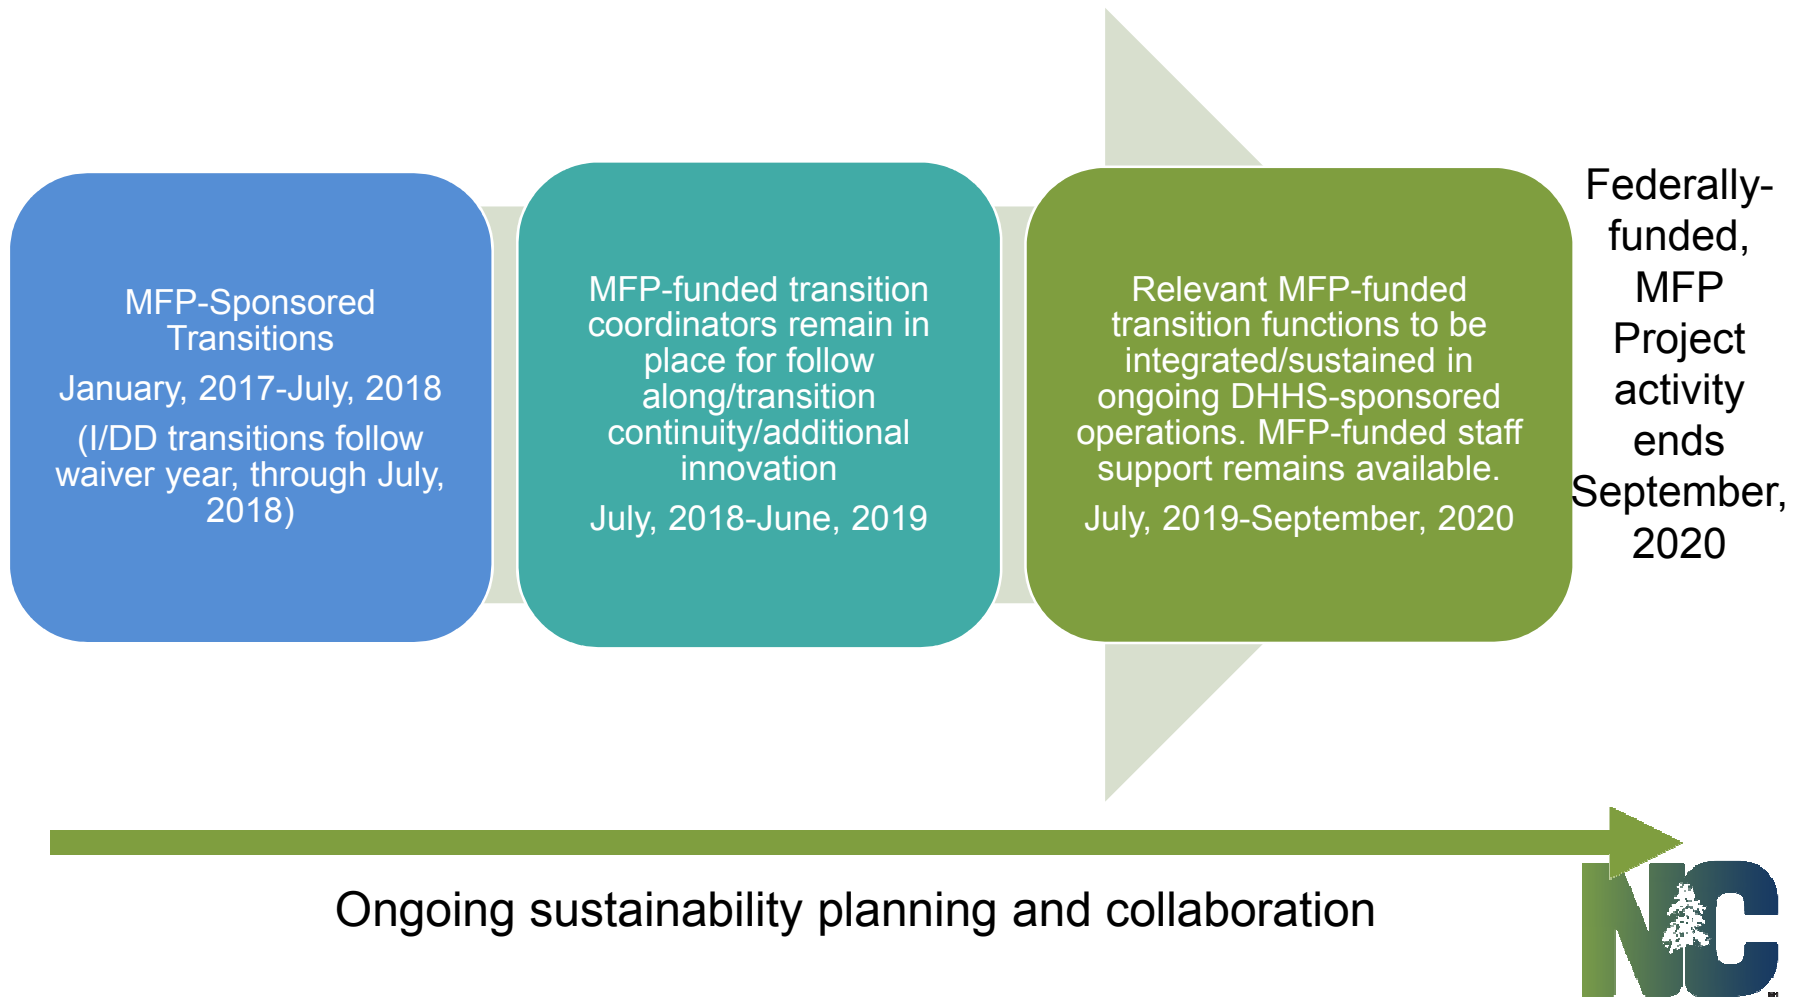 MFP-Sponsored
Transitions
January, 2017-July, 2018
(I/DD transitions follow
waiver year, through July,
2018)
MFP-funded transition
coordinators remain in
place for follow
along/transition
continuity/additional
innovation
July, 2018-June, 2019
Relevant MFP-funded
transition functions to be
integrated/sustained in
ongoing DHHS-sponsored
operations. MFP-funded staff
support remains available.
July, 2019-September, 2020
Federally-
funded,
MFP
Project
activity
ends
September,
2020
Ongoing sustainability planning and collaboration
NC